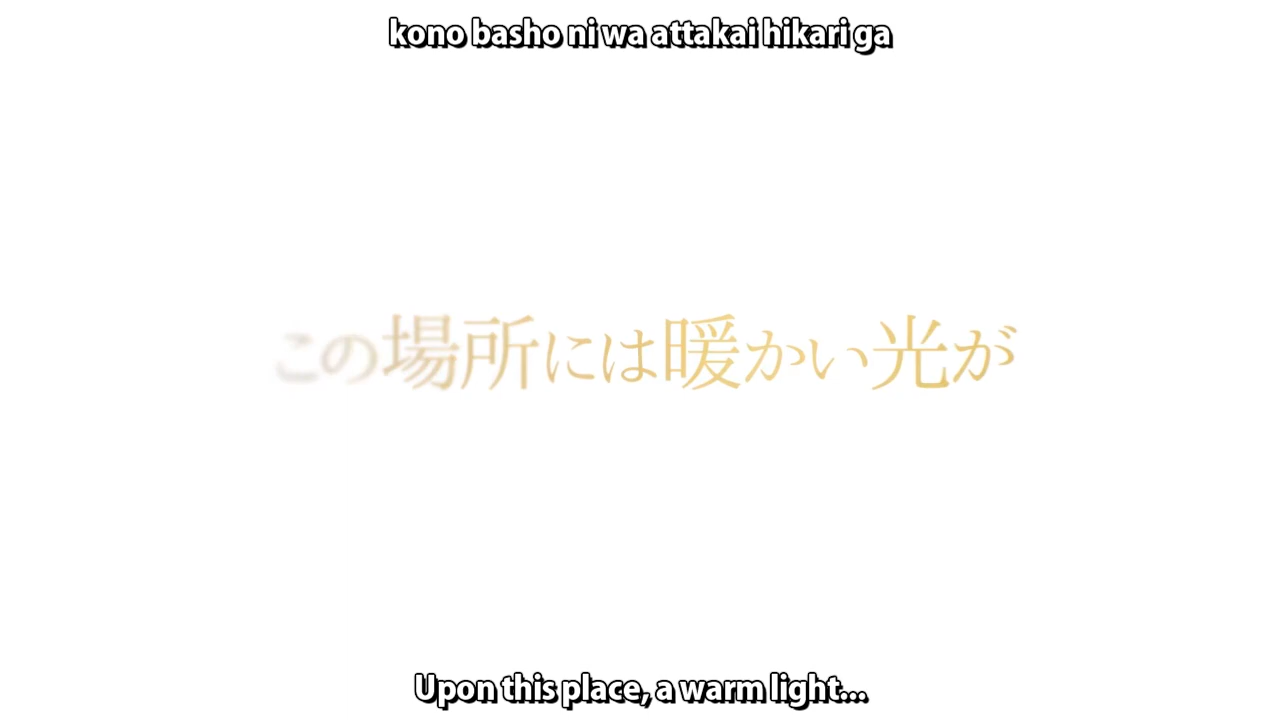 kono basho ni wa attakai hikari ga
この場所には暖かい光が
Upon this place, a warm light...